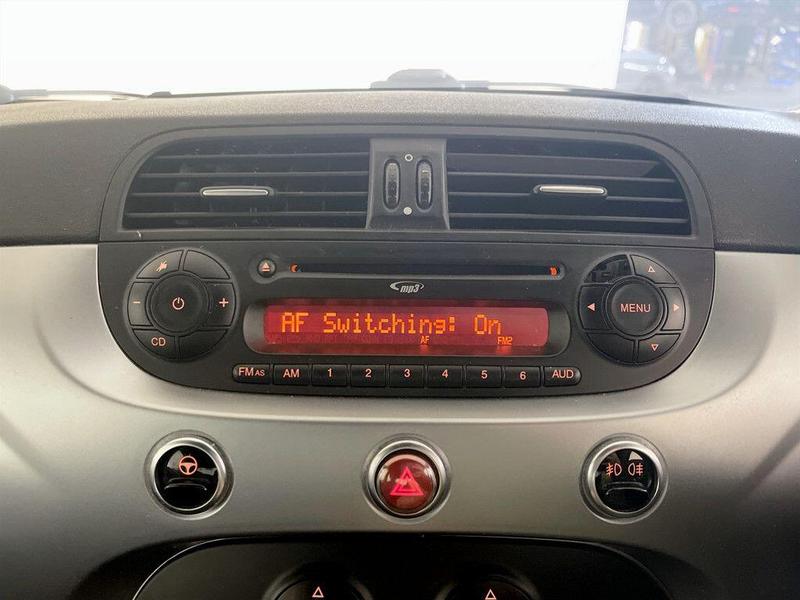 mp3
AF Switching: On
AF FM2
MENU
CD
FM AS AM 1 2 3 4 5 6 AUD